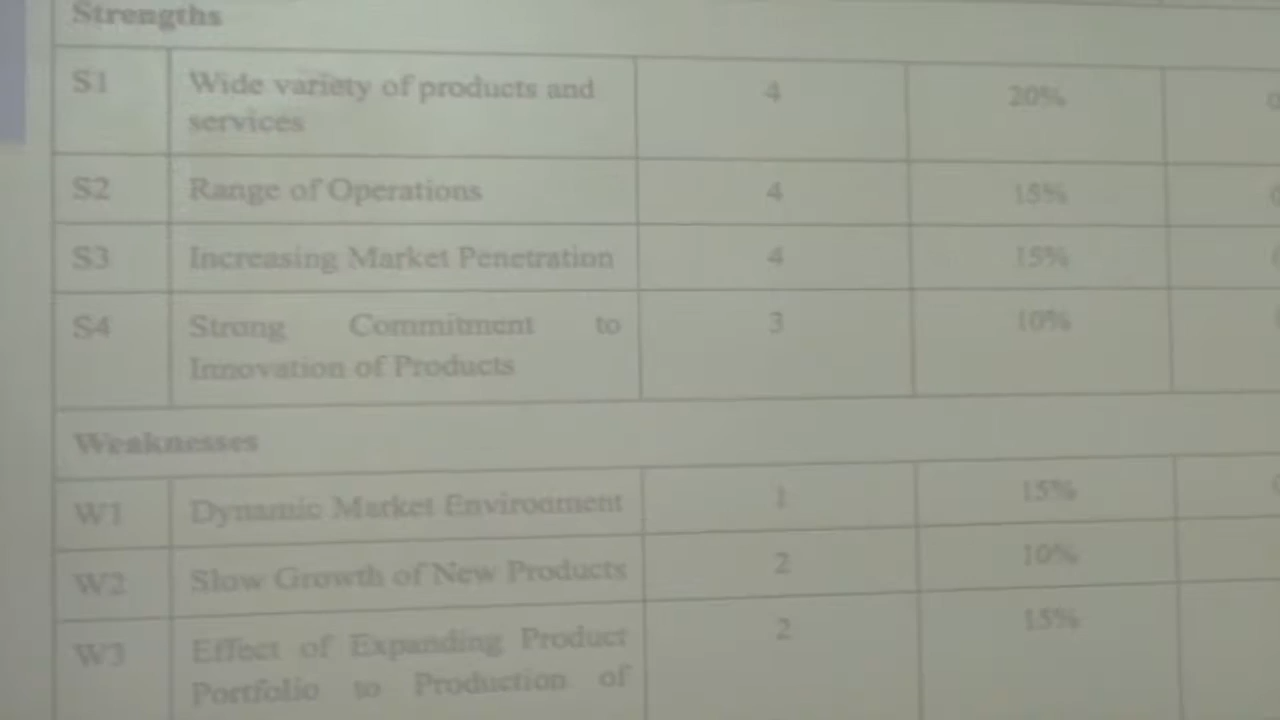 Strengths
S1 Wide variety of products and 4 20%
services
S2 Range of Operations 4 15%
S3 Increasing Market Penetration 4 15%
S4 Strong Commitment to 3 10%
Innovation of Products
Weaknesses
W1 Dynamic Market Environment 1 15%
W2 Slow Growth of New Products 2 10%
W3 Effect of Expanding Product 2 15%
Portfolio to Production of